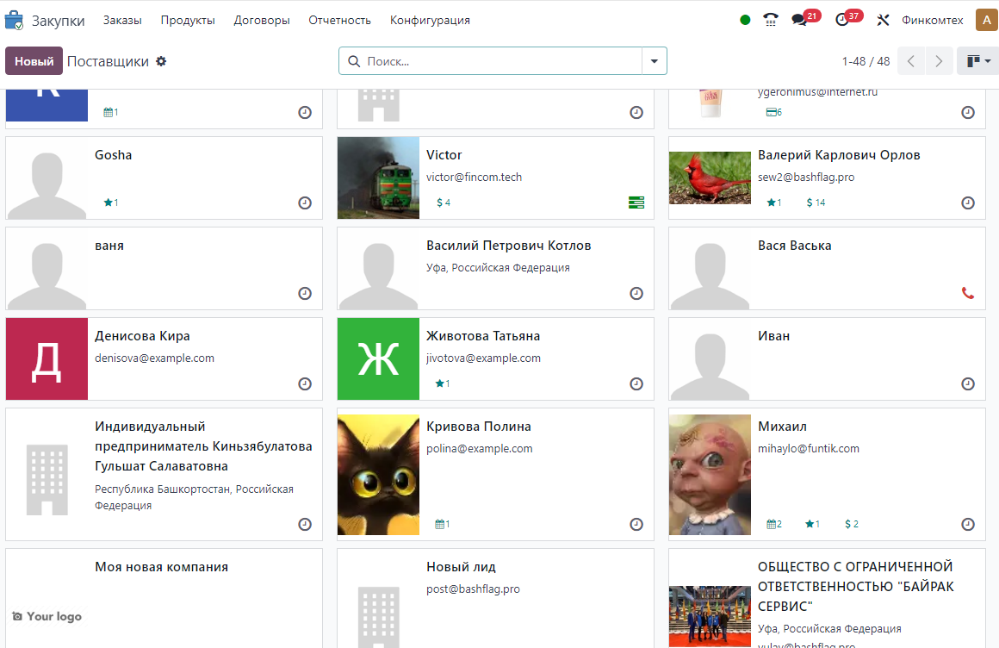 Закупки Заказы Продукты Договоры Отчетность Конфигурация 21 37 Финкомтех A
Новый Поставщики Поиск... 1-48 / 48
1
ygeronimus@internet.ru
6
Gosha
1
Victor
victor@fincom.tech
$ 4
Валерий Карлович Орлов
sew2@bashflag.pro
1 $ 14
ваня
Василий Петрович Котлов
Уфа, Российская Федерация
Вася Васька
Д
Денисова Кира
denisova@example.com
Ж
Животова Татьяна
jivotova@example.com
1
Иван
Индивидуальный
предприниматель Киньзябулатова
Гульшат Салаватовна
Республика Башкортостан, Российская
Федерация
Кривова Полина
polina@example.com
1
Михаил
mihaylo@funtik.com
2 1 $ 2
Моя новая компания
Your logo
Новый лид
post@bashflag.pro
ОБЩЕСТВО С ОГРАНИЧЕННОЙ
ОТВЕТСТВЕННОСТЬЮ "БАЙРАК
СЕРВИС"
Уфа, Российская Федерация